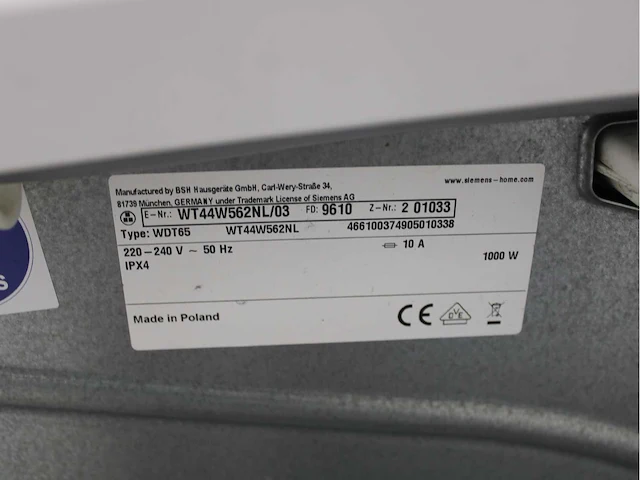 Manufactured by BSH Hausgeräte GmbH, Carl-Wery-Straße 34,
www.siemens-home.com
81739 München, GERMANY under Trademark License of Siemens AG
E-Nr.: WT44W562NL/03 FD: 9610 Z-Nr.: 2 01033
Type: WDT65 WT44W562NL 466100374905010338
220-240 V ~ 50 Hz 10 A 1000 W
IPX4
Made in Poland CE VDE
S